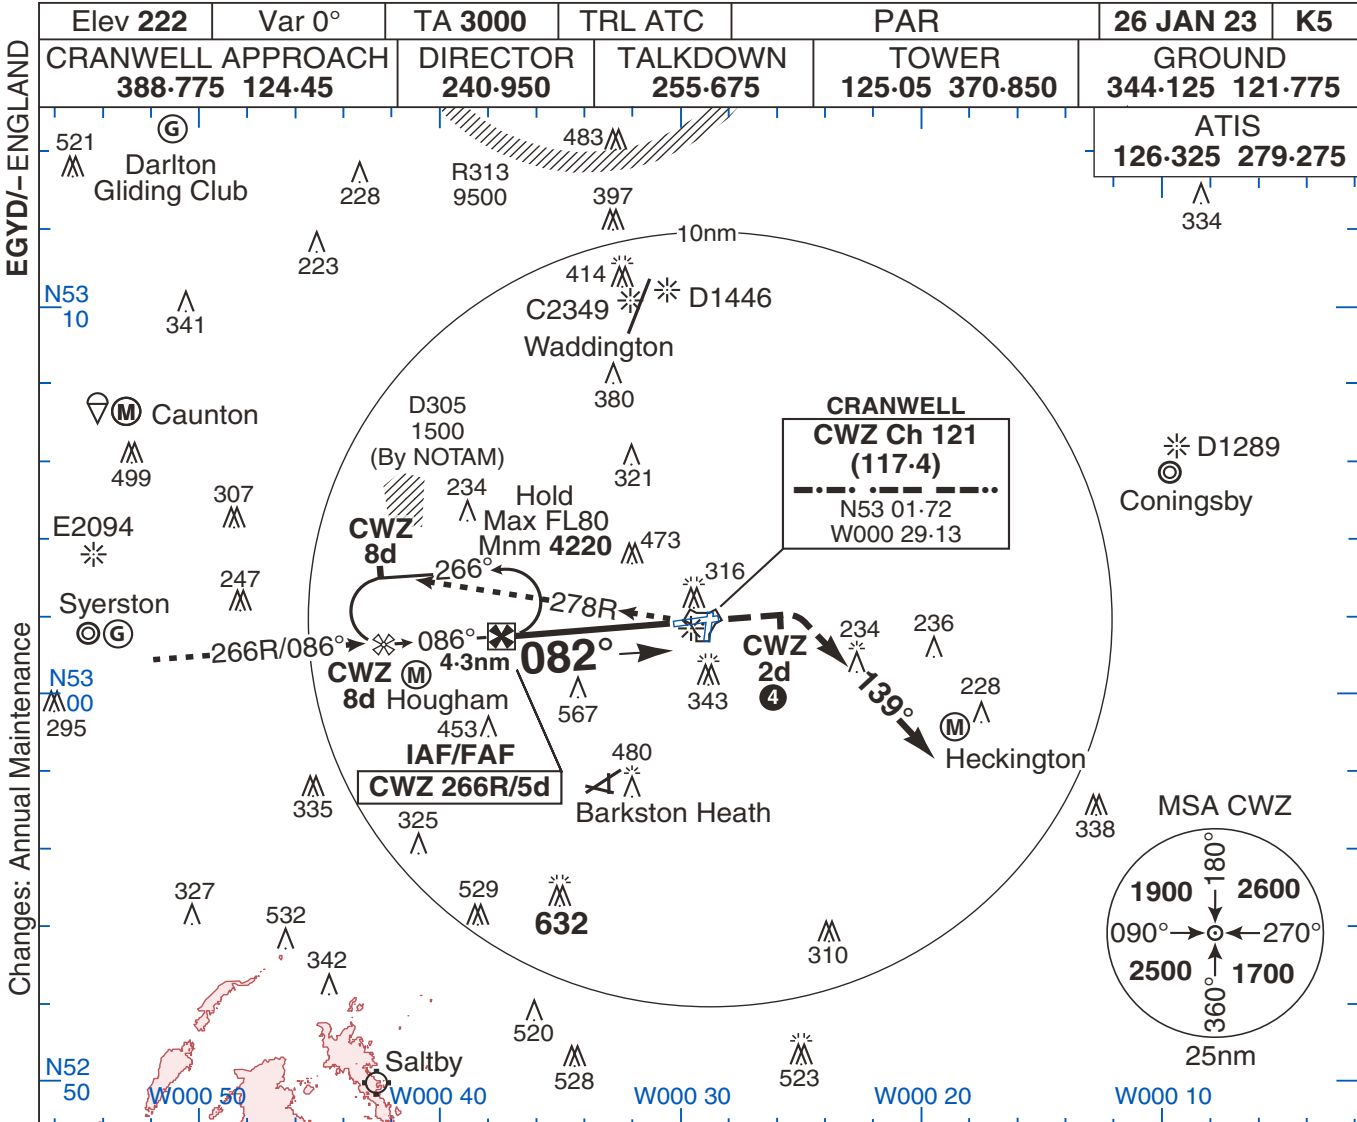 Elev 222
Var 0°
TA 3000
TRL ATC
PAR
26 JAN 23
K5
CRANWELL APPROACH
388·775 124·45
DIRECTOR
240·950
TALKDOWN
255·675
TOWER
125·05 370·850
GROUND
344·125 121·775
ATIS
126·325 279·275
EGYD/– ENGLAND
Changes: Annual Maintenance
521
G
Darlton
Gliding Club
228
223
341
R313
9500
483
397
10nm
334
N53
10
414
C2349
D1446
Waddington
380
M
Caunton
499
307
D305
1500
(By NOTAM)
234
Hold
Max FL80
Mnm 4220
321
473
CRANWELL
CWZ Ch 121
(117·4)
N53 01·72
W000 29·13
D1289
Coningsby
E2094
247
Syerston
G
CWZ
8d
266°
278R
316
266R/086°
086°
4·3nm
082°
CWZ
8d
M
Hougham
453
IAF/FAF
CWZ 266R/5d
567
343
CWZ
2d
4
234
236
139°
228
M
Heckington
N53
00
295
335
325
480
Barkston Heath
338
MSA CWZ
180°
1900
2600
090°
270°
2500
1700
360°
25nm
327
532
342
529
632
310
520
528
523
Saltby
N52
50
W000 50
W000 40
W000 30
W000 20
W000 10